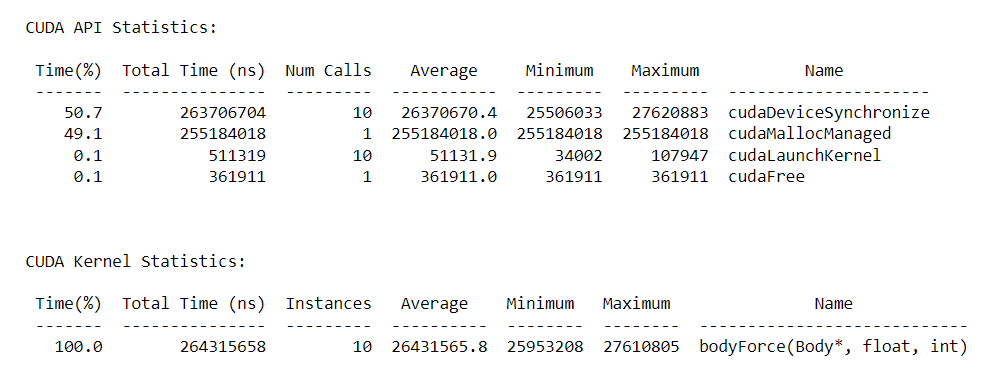 CUDA API Statistics:
Time(%)  Total Time (ns)  Num Calls    Average     Minimum    Maximum           Name
-------  ---------------  ---------  -----------  ---------  ---------  ---------------------
50.7        263706704         10   26370670.4   25506033   27620883  cudaDeviceSynchronize
49.1        255184018          1  255184018.0  255184018  255184018  cudaMallocManaged
0.1           511319         10      51131.9      34002     107947  cudaLaunchKernel
0.1           361911          1     361911.0     361911     361911  cudaFree
CUDA Kernel Statistics:
Time(%)  Total Time (ns)  Instances   Average    Minimum   Maximum               Name
-------  ---------------  ---------  ----------  --------  --------  ----------------------------
100.0        264315658         10  26431565.8  25953208  27610805  bodyForce(Body*, float, int)